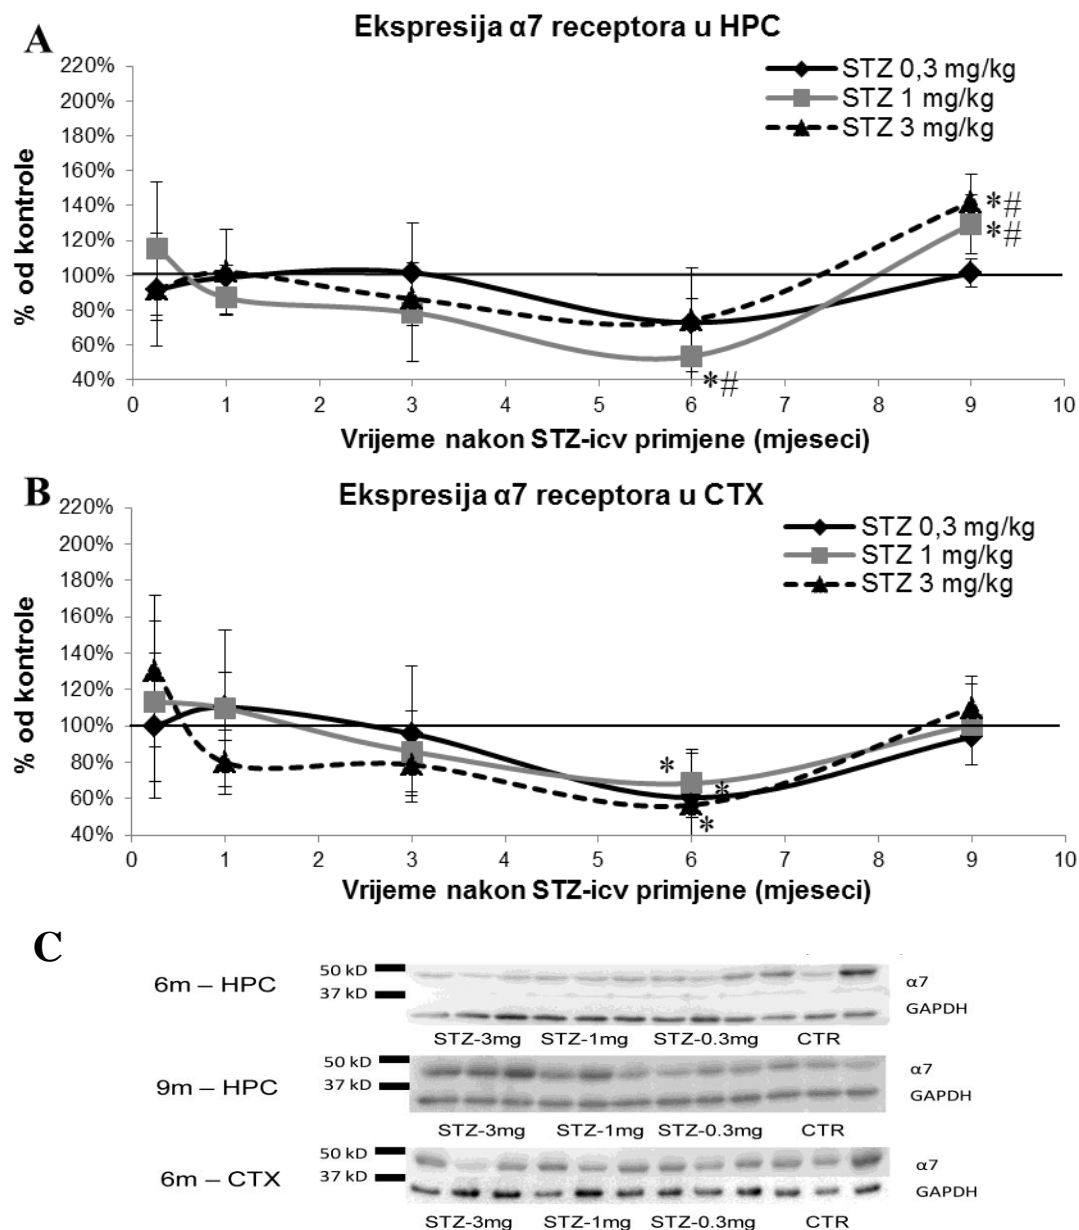 A
Ekspresija α7 receptora u HPC
% od kontrole
220%
200%
180%
160%
140%
120%
100%
80%
60%
40%
STZ 0,3 mg/kg
STZ 1 mg/kg
STZ 3 mg/kg
*#
*#
*#
0 1 2 3 4 5 6 7 8 9 10
Vrijeme nakon STZ-icv primjene (mjeseci)
B
Ekspresija α7 receptora u CTX
% od kontrole
220%
200%
180%
160%
140%
120%
100%
80%
60%
40%
STZ 0,3 mg/kg
STZ 1 mg/kg
STZ 3 mg/kg
*
*
*
0 1 2 3 4 5 6 7 8 9 10
Vrijeme nakon STZ-icv primjene (mjeseci)
C
6m – HPC
50 kD
37 kD
α7
GAPDH
STZ-3mg STZ-1mg STZ-0.3mg CTR
9m – HPC
50 kD
37 kD
α7
GAPDH
STZ-3mg STZ-1mg STZ-0.3mg CTR
6m – CTX
50 kD
37 kD
α7
GAPDH
STZ-3mg STZ-1mg STZ-0.3mg CTR